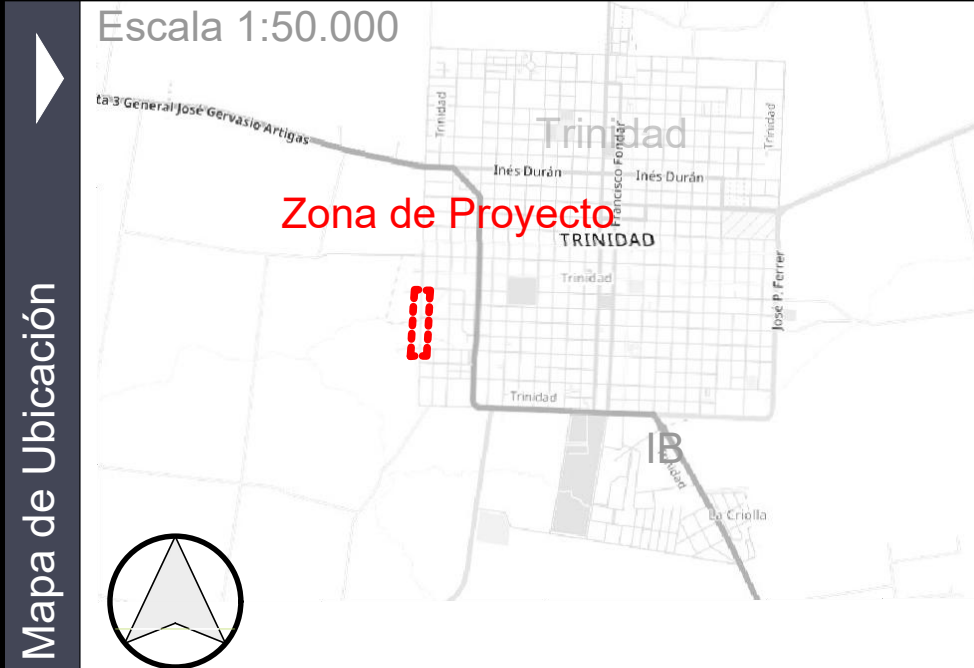 Escala 1:50.000
ta 3 General José Gervasio Artigas
Trinidad
Trinidad
Trinidad
Francisco Fondar
Inés Durán
Inés Durán
Zona de Proyecto
TRINIDAD
Trinidad
José P. Ferrer
Trinidad
IB
Trinidad
La Criolla
Mapa de Ubicación